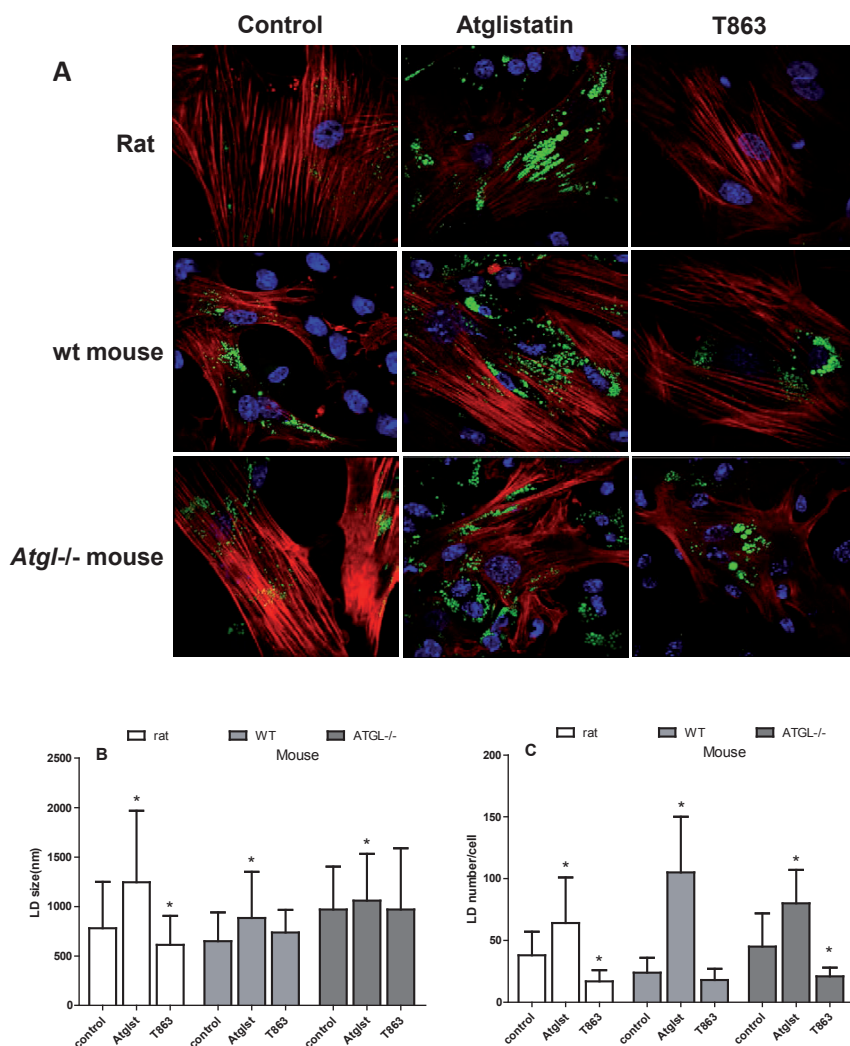 Control Atglistatin T863
A
Rat
wt mouse
Atgl-/- mouse
rat WT ATGL-/-
B Mouse
LD size(nm)
2500
2000
1500
1000
500
0
control Atglst T863 control Atglst T863 control Atglst T863
rat WT ATGL-/-
C Mouse
LD number/cell
200
150
100
50
0
control Atglst T863 control Atglst T863 control Atglst T863
* * * * *
* * * * *